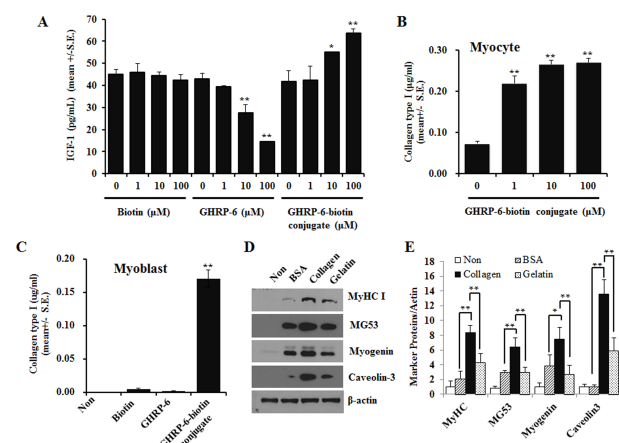 A
IGF-1
(pg/mL) (mean +/-S.E.)
70
60
50
40
30
20
10
0
** ** * **
0 1 10 100 0 1 10 100 0 1 10 100
Biotin (µM) GHRP-6 (µM) GHRP-6-biotin
conjugate (µM)
B
Myocyte
Collagen type I (µg/ml)
(mean+/- S.E.)
0.30
0.20
0.10
0.00
** ** **
0 1 10 100
GHRP-6-biotin conjugate (µM)
C
Myoblast
Collagen type I (ug/ml)
(mean+/- S.E.)
0.20
0.15
0.10
0.05
0.00
**
Non
Biotin
GHRP-6
GHRP-6-biotin
conjugate
D
Non
BSA
Collagen
Gelatin
MyHC I
MG53
Myogenin
Caveolin-3
β-actin
E
Non BSA
Collagen Gelatin
Marker Proteins/Actin
18
16
14
12
10
8
6
4
2
0
** ** ** ** * ** ** **
MyHC
MG53
Myogenin
Caveolin3